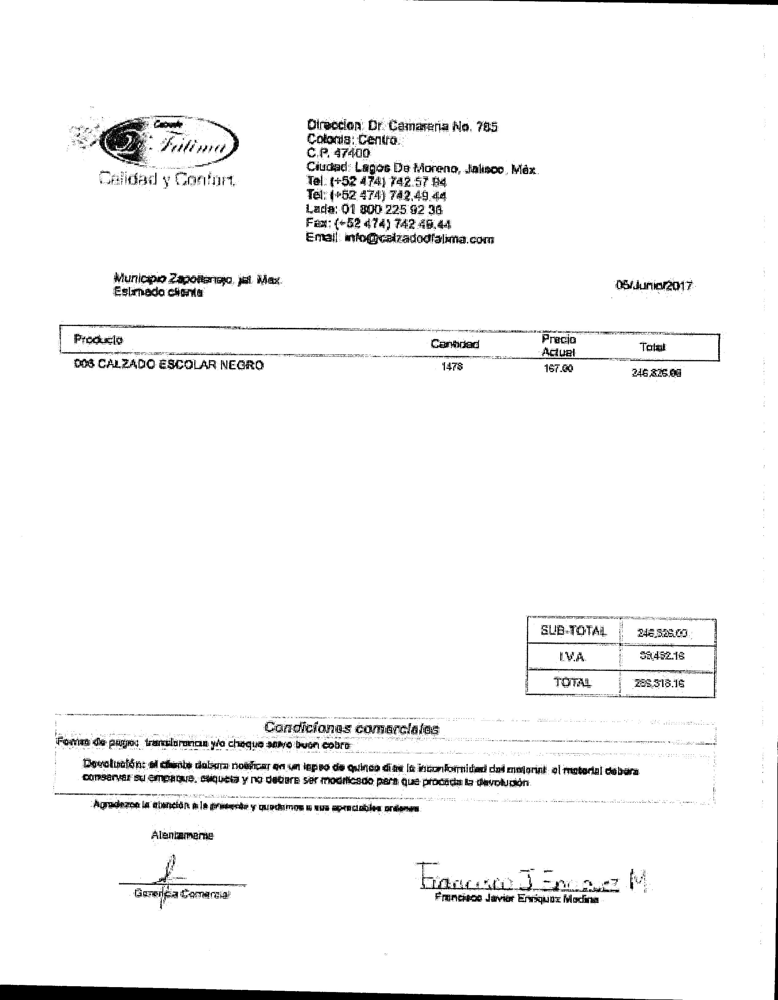 Calzado
Fátima
Calidad y Confort.
Direccion: Dr. Camarena No. 785
Colonia: Centro.
C.P. 47400
Ciudad: Lagos De Moreno, Jalisco, Méx.
Tel: (+52 474) 742.57.94
Tel: (+52 474) 742.49.44
Lada: 01 800 225 92 36
Fax: (+52 474) 742.49.44
Email: info@calzadodfatima.com
Municipio Zapotlanejo, jal. Mex.
Estimado cliente
05/Junio/2017
Producto Cantidad Precio Actual Total
006 CALZADO ESCOLAR NEGRO 1478 167.00 246,826.00
SUB-TOTAL 246,826.00
I.V.A. 39,492.16
TOTAL 286,318.16
Condiciones comerciales
Formas de pago: transferencia y/o cheque salvo buen cobro
Devolución: el cliente debera notificar en un lapso de quince dias la inconformidad del material el material debera
conservar su empaque, etiqueta y no debera ser modificado para que proceda la devolución.
Agradezco la atención a la presente y quedamos a sus apreciables ordenes
Atentamente
Gerencia Comercial
Francisco J Enriquez M
Francisco Javier Enriquez Medina